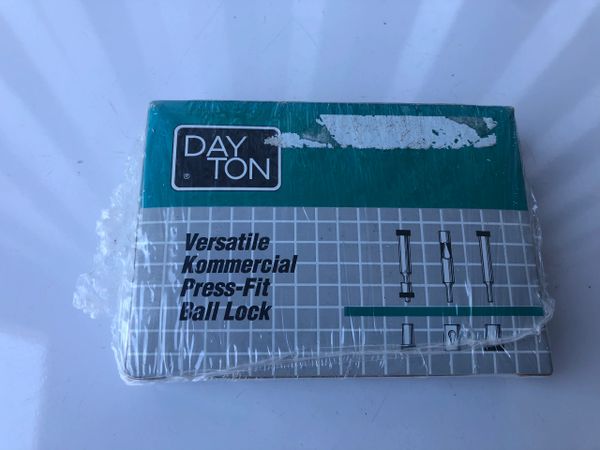 DAY
TON
®
Versatile
Kommercial
Press-Fit
Ball Lock